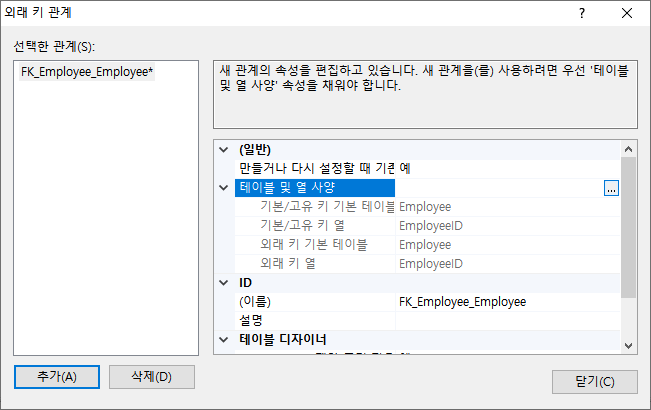 외래 키 관계
선택한 관계(S):
FK_Employee_Employee*
새 관계의 속성을 편집하고 있습니다. 새 관계을(를) 사용하려면 우선 '테이블
및 열 사양' 속성을 채워야 합니다.
(일반)
만들거나 다시 설정할 때 기존 예
테이블 및 열 사양 ...
기본/고유 키 기본 테이블 Employee
기본/고유 키 열 EmployeeID
외래 키 기본 테이블 Employee
외래 키 열 EmployeeID
ID
(이름) FK_Employee_Employee
설명
테이블 디자이너
추가(A) 삭제(D)
닫기(C)